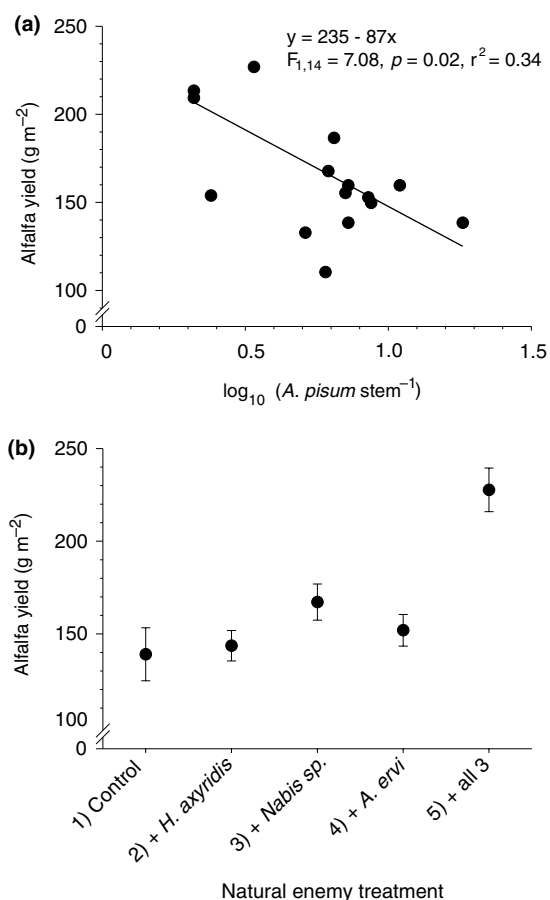 (a)
250
200
150
100
0
Alfalfa yield (g m⁻²)
y = 235 - 87x
F₁,₁₄ = 7.08, p = 0.02, r² = 0.34
0 0.5 1.0 1.5
log₁₀ (A. pisum stem⁻¹)
(b)
250
200
150
100
0
Alfalfa yield (g m⁻²)
1) Control
2) + H. axyridis
3) + Nabis sp.
4) + A. ervi
5) + all 3
Natural enemy treatment